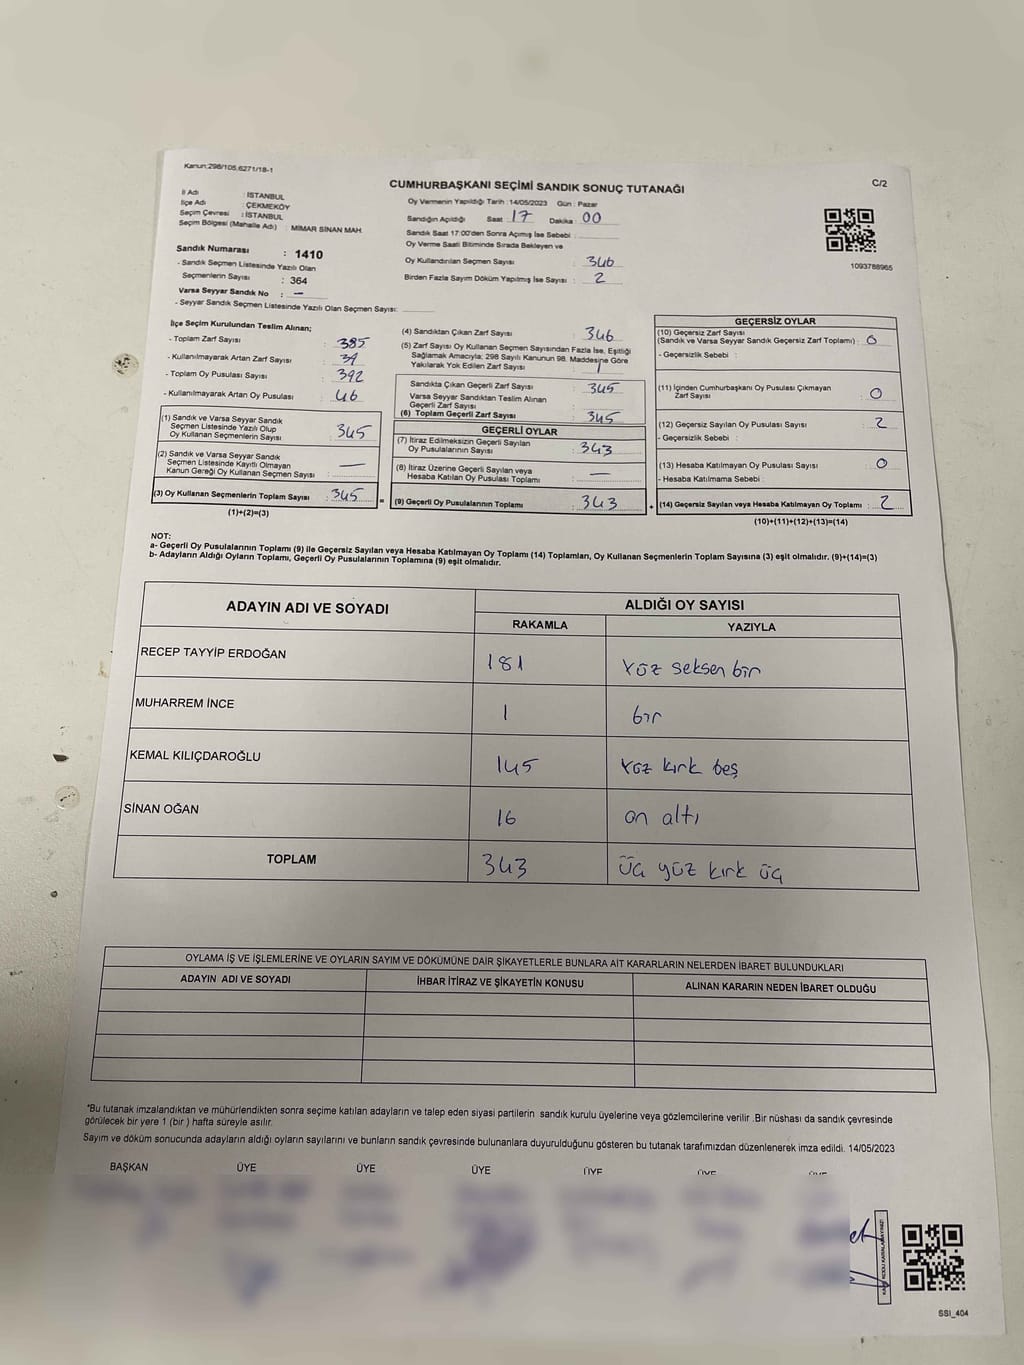 Kanun:298/105,6271/18-1
C/2
CUMHURBAŞKANI SEÇİMİ SANDIK SONUÇ TUTANAĞI
İl Adı : İSTANBUL
İlçe Adı : ÇEKMEKÖY
Seçim Çevresi : İSTANBUL
Seçim Bölgesi (Mahalle Adı) : MİMAR SİNAN MAH.
Oy Vermenin Yapıldığı Tarih : 14/05/2023 Gün : Pazar
Sandığın Açıldığı Saat : 17 Dakika : 00
Sandık Saat 17:00'den Sonra Açılmış İse Sebebi :
Oy Verme Saati Bitiminde Sırada Bekleyen ve
Oy Kullandırılan Seçmen Sayısı : 346
Birden Fazla Sayım Döküm Yapılmış İse Sayısı : 2
1093788965
Sandık Numarası : 1410
- Sandık Seçmen Listesinde Yazılı Olan
Seçmenlerin Sayısı : 364
Varsa Seyyar Sandık No : —
- Seyyar Sandık Seçmen Listesinde Yazılı Olan Seçmen Sayısı:
İlçe Seçim Kurulundan Teslim Alınan;
- Toplam Zarf Sayısı : 385
- Kullanılmayarak Artan Zarf Sayısı : 39
- Toplam Oy Pusulası Sayısı : 392
- Kullanılmayarak Artan Oy Pusulası : 46
(1) Sandık ve Varsa Seyyar Sandık
Seçmen Listesinde Yazılı Olup
Oy Kullanan Seçmenlerin Sayısı : 345
(2) Sandık ve Varsa Seyyar Sandık
Seçmen Listesinde Kayıtlı Olmayan
Kanun Gereği Oy Kullanan Seçmen Sayısı : —
(3) Oy Kullanan Seçmenlerin Toplam Sayısı : 345
(1)+(2)=(3)
(4) Sandıktan Çıkan Zarf Sayısı : 346
(5) Zarf Sayısı Oy Kullanan Seçmen Sayısından Fazla İse, Eşitliği
Sağlamak Amacıyla; 298 Sayılı Kanunun 98. Maddesine Göre
Yakılarak Yok Edilen Zarf Sayısı : 1
Sandıkta Çıkan Geçerli Zarf Sayısı : 345
Varsa Seyyar Sandıktan Teslim Alınan
Geçerli Zarf Sayısı :
(6) Toplam Geçerli Zarf Sayısı : 345
GEÇERLİ OYLAR
(7) İtiraz Edilmeksizin Geçerli Sayılan
Oy Pusulalarının Sayısı : 343
(8) İtiraz Üzerine Geçerli Sayılan veya
Hesaba Katılan Oy Pusulası Toplamı : —
= (9) Geçerli Oy Pusulalarının Toplamı : 343
GEÇERSİZ OYLAR
(10) Geçersiz Zarf Sayısı
(Sandık ve Varsa Seyyar Sandık Geçersiz Zarf Toplamı) : 0
- Geçersizlik Sebebi :
(11) İçinden Cumhurbaşkanı Oy Pusulası Çıkmayan
Zarf Sayısı : 0
(12) Geçersiz Sayılan Oy Pusulası Sayısı : 2
- Geçersizlik Sebebi :
(13) Hesaba Katılmayan Oy Pusulası Sayısı : 0
- Hesaba Katılmama Sebebi :
+ (14) Geçersiz Sayılan veya Hesaba Katılmayan Oy Toplamı : 2
(10)+(11)+(12)+(13)=(14)
NOT:
a- Geçerli Oy Pusulalarının Toplamı (9) ile Geçersiz Sayılan veya Hesaba Katılmayan Oy Toplamı (14) Toplamları, Oy Kullanan Seçmenlerin Toplam Sayısına (3) eşit olmalıdır. (9)+(14)=(3)
b- Adayların Aldığı Oyların Toplamı, Geçerli Oy Pusulalarının Toplamına (9) eşit olmalıdır.
ADAYIN ADI VE SOYADI
ALDIĞI OY SAYISI
RAKAMLA YAZIYLA
RECEP TAYYİP ERDOĞAN 181 Yüz seksen bir
MUHARREM İNCE 1 bir
KEMAL KILIÇDAROĞLU 145 Yüz kırk beş
SİNAN OĞAN 16 on altı
TOPLAM 343 üç yüz kırk üç
OYLAMA İŞ VE İŞLEMLERİNE VE OYLARIN SAYIM VE DÖKÜMÜNE DAİR ŞİKAYETLERLE BUNLARA AİT KARARLARIN NELERDEN İBARET BULUNDUKLARI
ADAYIN ADI VE SOYADI İHBAR İTİRAZ VE ŞİKAYETİN KONUSU ALINAN KARARIN NEDEN İBARET OLDUĞU
"Bu tutanak imzalandıktan ve mühürlendikten sonra seçime katılan adayların ve talep eden siyasi partilerin sandık kurulu üyelerine veya gözlemcilerine verilir .Bir nüshası da sandık çevresinde
görülecek bir yere 1 (bir ) hafta süreyle asılır.
Sayım ve döküm sonucunda adayların aldığı oyların sayılarını ve bunların sandık çevresinde bulunanlara duyurulduğunu gösteren bu tutanak tarafımızdan düzenlenerek imza edildi. 14/05/2023
BAŞKAN ÜYE ÜYE ÜYE ÜYE ÜYE ÜYE
SSI_404